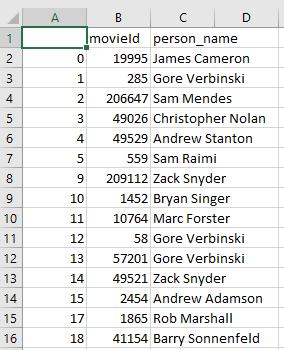 A B C D
1 movieId person_name
2 0 19995 James Cameron
3 1 285 Gore Verbinski
4 2 206647 Sam Mendes
5 3 49026 Christopher Nolan
6 4 49529 Andrew Stanton
7 5 559 Sam Raimi
8 9 209112 Zack Snyder
9 10 1452 Bryan Singer
10 11 10764 Marc Forster
11 12 58 Gore Verbinski
12 13 57201 Gore Verbinski
13 14 49521 Zack Snyder
14 15 2454 Andrew Adamson
15 17 1865 Rob Marshall
16 18 41154 Barry Sonnenfeld